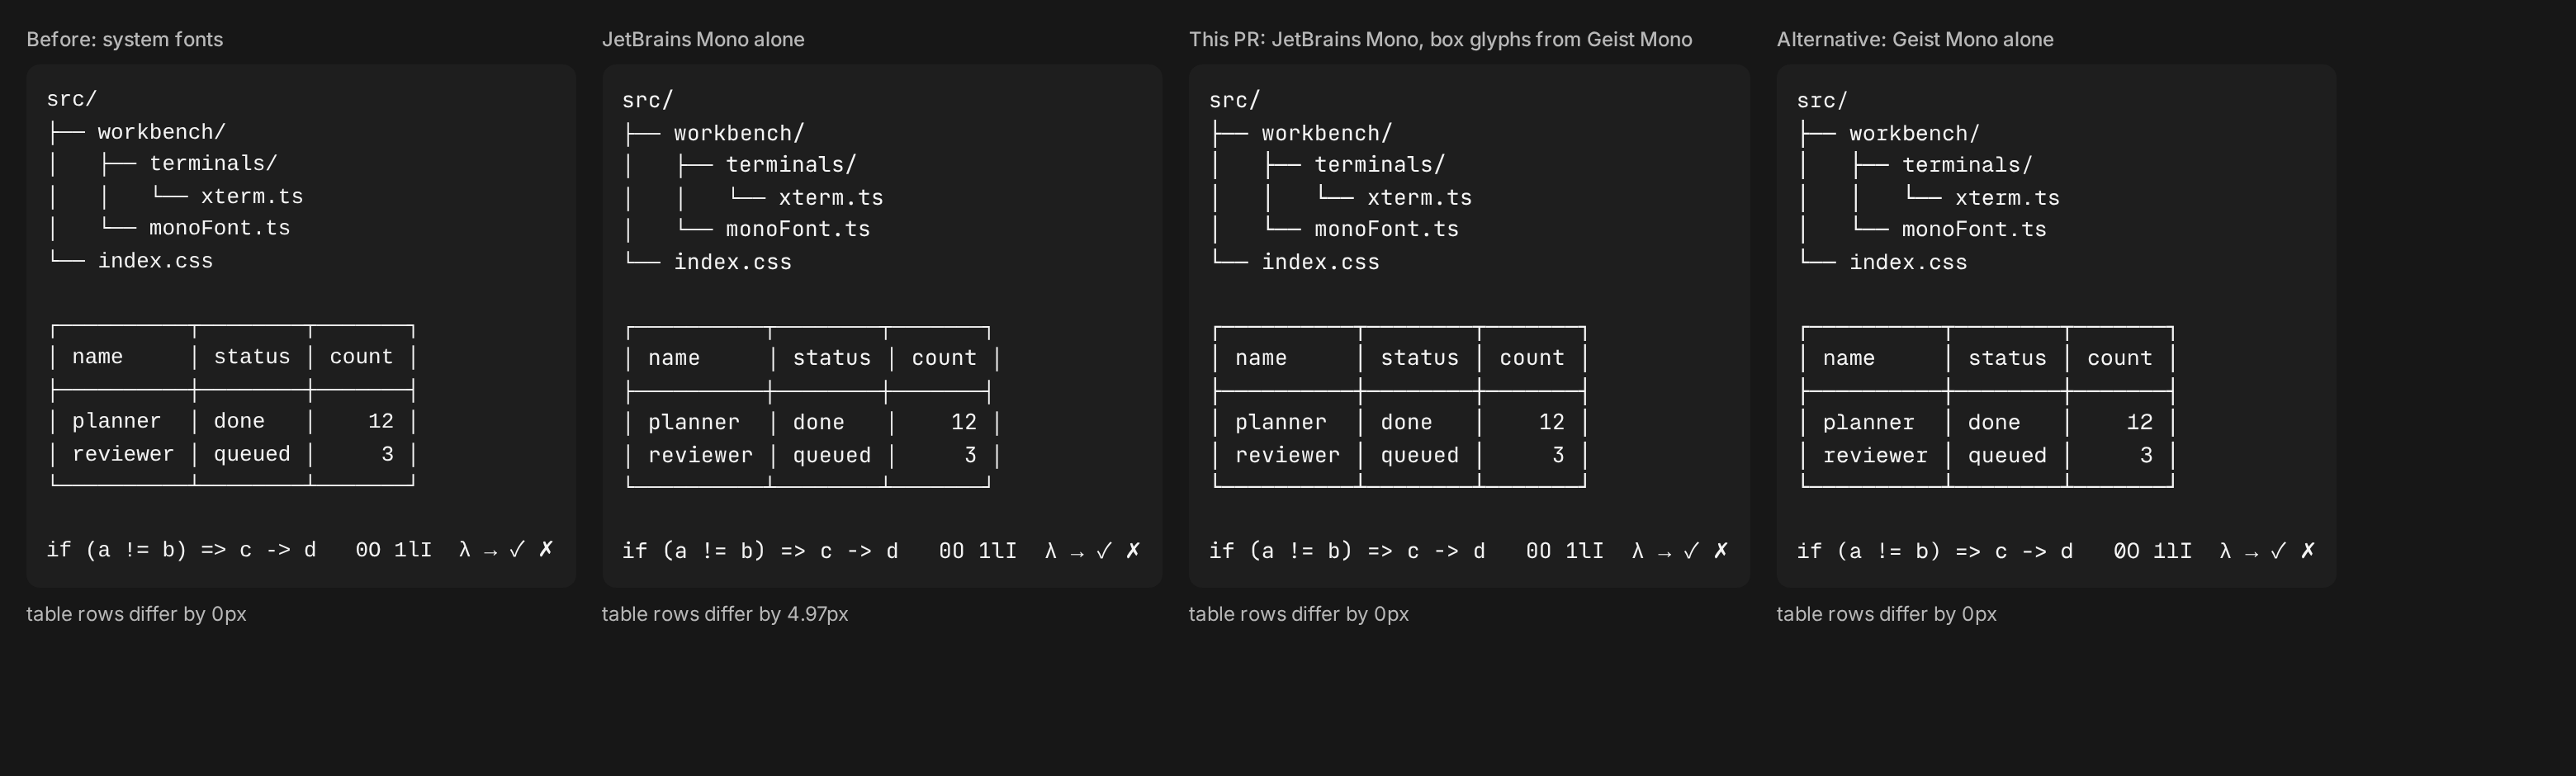 Before: system fonts
src/
├── workbench/
│   ├── terminals/
│   │   └── xterm.ts
│   └── monoFont.ts
└── index.css
┌───────────┬────────┬───────┐
│ name      │ status │ count │
├───────────┼────────┼───────┤
│ planner   │ done   │    12 │
│ reviewer  │ queued │     3 │
└───────────┴────────┴───────┘
if (a != b) => c -> d   0O 1lI  λ → ✓ ✗
table rows differ by 0px
JetBrains Mono alone
src/
├── workbench/
│   ├── terminals/
│   │   └── xterm.ts
│   └── monoFont.ts
└── index.css
┌───────────┬────────┬───────┐
│ name      │ status │ count │
├───────────┼────────┼───────┤
│ planner   │ done   │    12 │
│ reviewer  │ queued │     3 │
└───────────┴────────┴───────┘
if (a != b) => c -> d   0O 1lI  λ → ✓ ✗
table rows differ by 4.97px
This PR: JetBrains Mono, box glyphs from Geist Mono
src/
├── workbench/
│   ├── terminals/
│   │   └── xterm.ts
│   └── monoFont.ts
└── index.css
┌───────────┬────────┬───────┐
│ name      │ status │ count │
├───────────┼────────┼───────┤
│ planner   │ done   │    12 │
│ reviewer  │ queued │     3 │
└───────────┴────────┴───────┘
if (a != b) => c -> d   0O 1lI  λ → ✓ ✗
table rows differ by 0px
Alternative: Geist Mono alone
src/
├── workbench/
│   ├── terminals/
│   │   └── xterm.ts
│   └── monoFont.ts
└── index.css
┌───────────┬────────┬───────┐
│ name      │ status │ count │
├───────────┼────────┼───────┤
│ planner   │ done   │    12 │
│ reviewer  │ queued │     3 │
└───────────┴────────┴───────┘
if (a != b) => c -> d   0O 1lI  λ → ✓ ✗
table rows differ by 0px